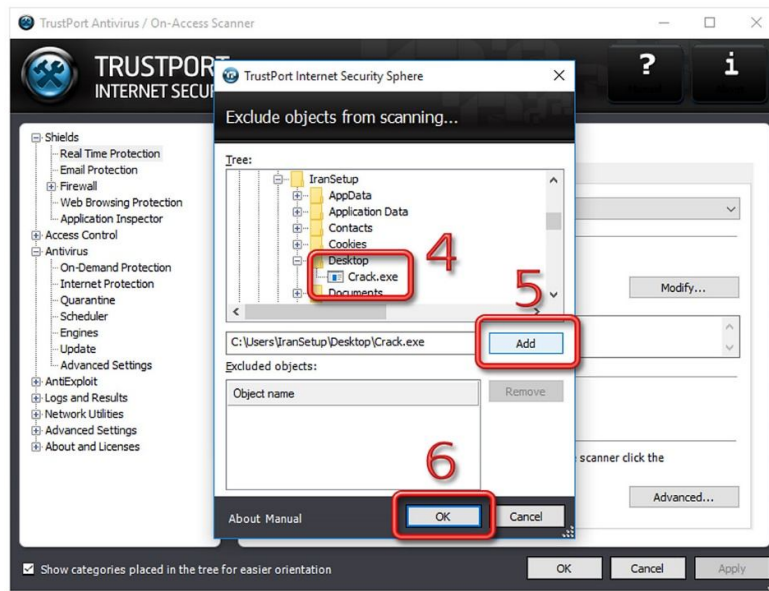 TrustPort Antivirus / On-Access Scanner
TRUSTPORT
INTERNET SECU
?
i
TrustPort Internet Security Sphere
Exclude objects from scanning...
Shields
Real Time Protection
Email Protection
Firewall
Web Browsing Protection
Application Inspector
Access Control
Antivirus
On-Demand Protection
Internet Protection
Quarantine
Scheduler
Engines
Update
Advanced Settings
AntiExploit
Logs and Results
Network Utilities
Advanced Settings
About and Licenses
Tree:
IranSetup
AppData
Application Data
Contacts
Cookies
Desktop
Crack.exe
Documents
4
5
C:\Users\IranSetup\Desktop\Crack.exe
Add
Excluded objects:
Object name
Remove
6
About Manual
OK
Cancel
Modify...
scanner click the
Advanced...
Show categories placed in the tree for easier orientation
OK
Cancel
Apply